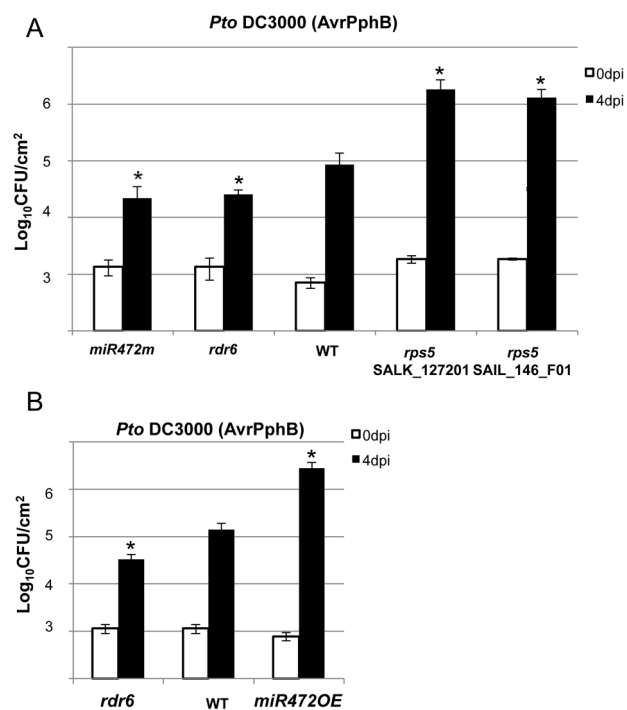 A
Pto DC3000 (AvrPphB)
Log10CFU/cm2
6
5
4
3
0dpi
4dpi
*
*
*
*
miR472m
rdr6
WT
rps5
SALK_127201
rps5
SAIL_146_F01
B
Pto DC3000 (AvrPphB)
Log10CFU/cm2
6
5
4
3
0dpi
4dpi
*
*
rdr6
WT
miR472OE